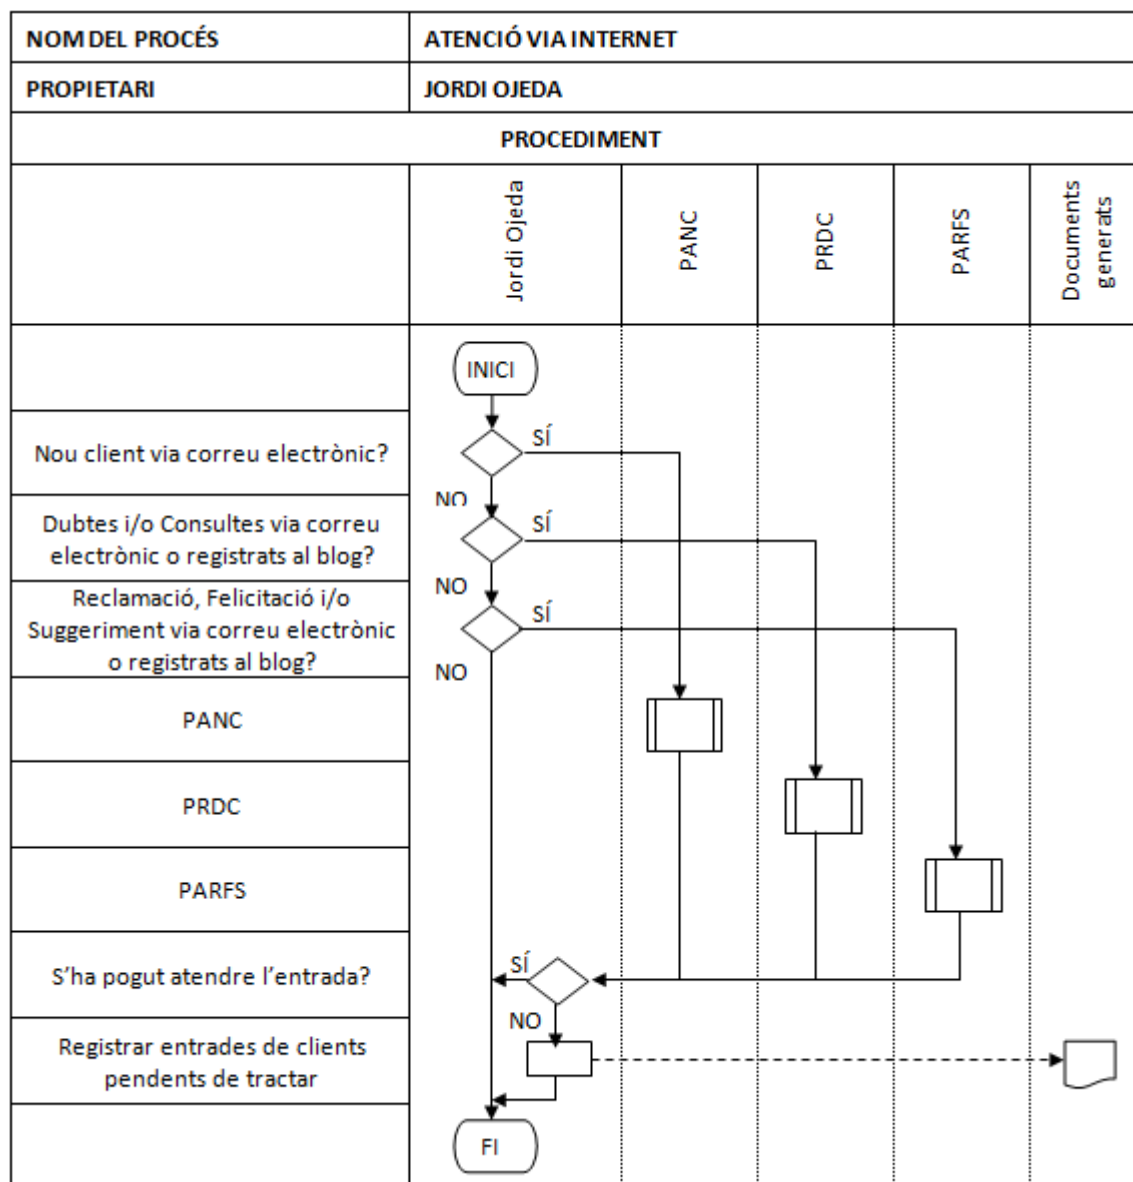 NOM DEL PROCÉS
ATENCIÓ VIA INTERNET
PROPIETARI
JORDI OJEDA
PROCEDIMENT
Jordi Ojeda
PANC
PRDC
PARFS
Documents
generats
INICI
Nou client via correu electrònic?
SÍ
NO
Dubtes i/o Consultes via correu
electrònic o registrats al blog?
SÍ
NO
Reclamació, Felicitació i/o
Suggeriment via correu electrònic
o registrats al blog?
SÍ
NO
PANC
PRDC
PARFS
S’ha pogut atendre l’entrada?
SÍ
NO
Registrar entrades de clients
pendents de tractar
FI